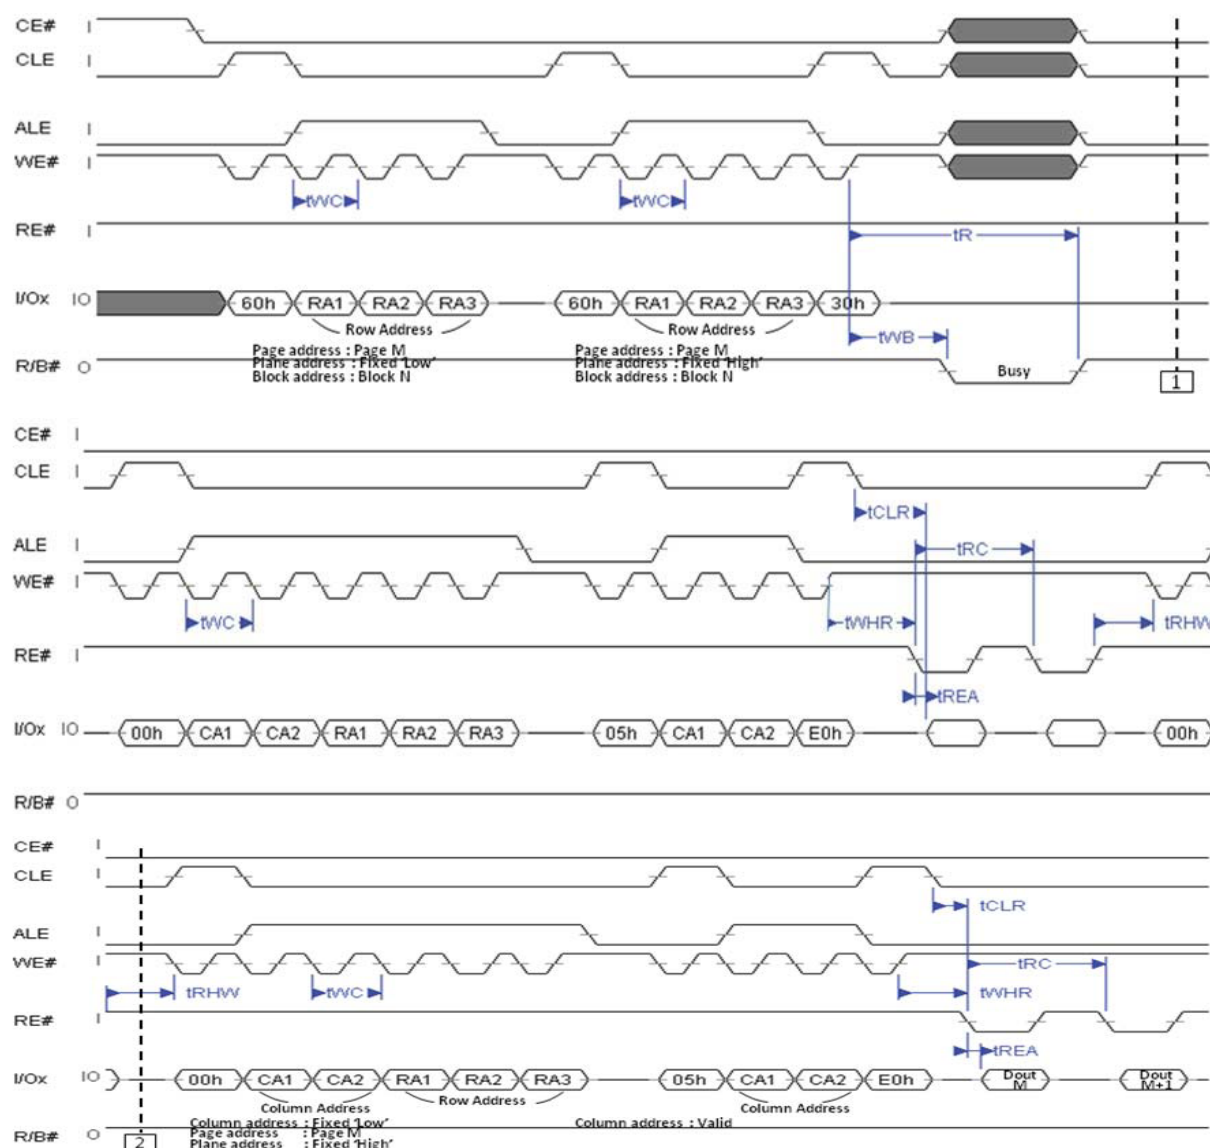 CE# I
CLE I
ALE I
WE# I
tWC tWC
RE# I
tR
I/Ox IO 60h RA1 RA2 RA3 60h RA1 RA2 RA3 30h
Row Address Row Address
tWB
Page address : Page M Page address : Page M
Plane address : Fixed 'Low' Plane address : Fixed 'High'
Block address : Block N Block address : Block N
R/B# O Busy
1
CE# I
CLE I
tCLR
ALE I
tRC
WE# I
tWC tWHR tRHW
RE# I
tREA
I/Ox IO 00h CA1 CA2 RA1 RA2 RA3 05h CA1 CA2 E0h 00h
R/B# O
CE# I
CLE I
tCLR
ALE I
WE# I
tRC
tRHW tWC tWHR
RE# I
tREA
I/Ox IO 00h CA1 CA2 RA1 RA2 RA3 05h CA1 CA2 E0h Dout M Dout M+1
Column Address Row Address Column Address
Column address : Fixed 'Low' Column address : Valid
Page address : Page M
R/B# O
Plane address : Fixed 'High'
2